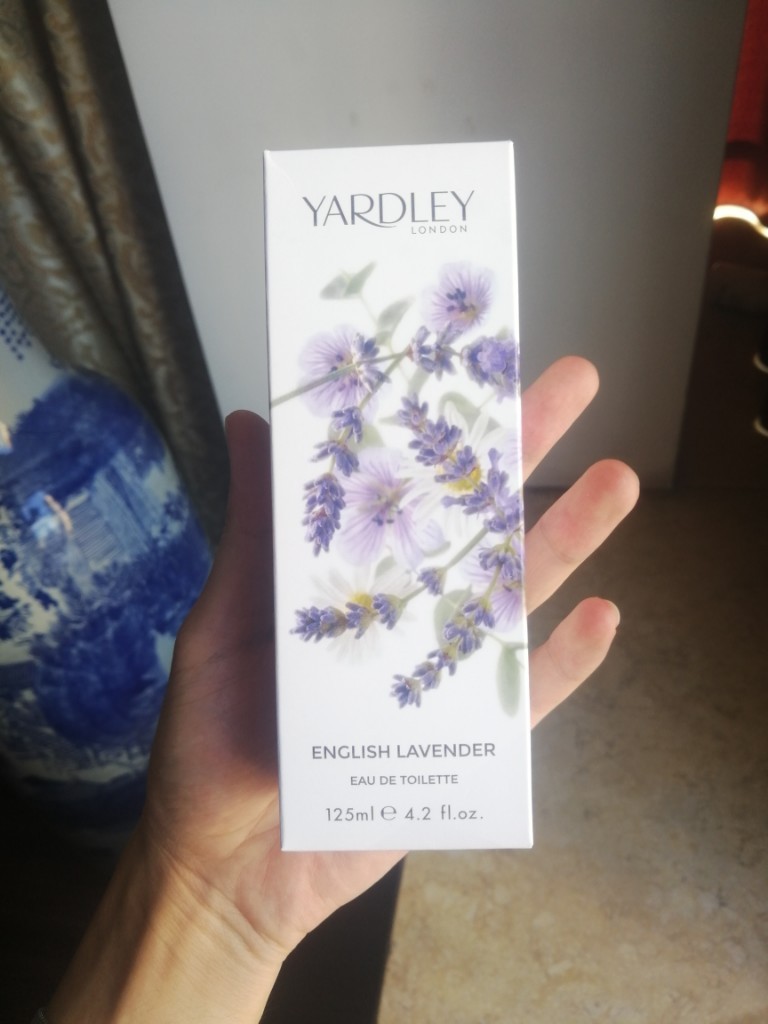 YARDLEY
LONDON
ENGLISH LAVENDER
EAU DE TOILETTE
125ml ℮ 4.2 fl.oz.